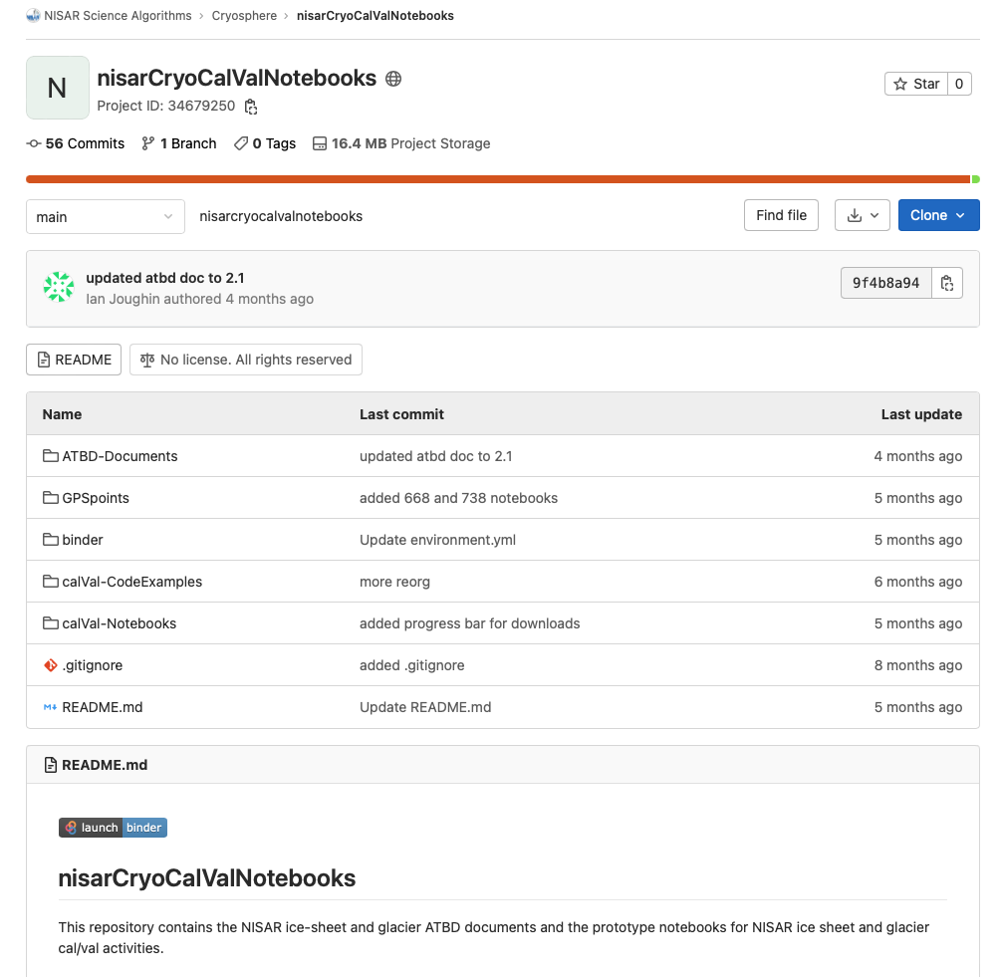 NISAR Science Algorithms › Cryosphere › nisarCryoCalValNotebooks
N
nisarCryoCalValNotebooks
Project ID: 34679250
Star 0
56 Commits 1 Branch 0 Tags 16.4 MB Project Storage
main nisarcryocalvalnotebooks Find file Clone
updated atbd doc to 2.1
Ian Joughin authored 4 months ago
9f4b8a94
README No license. All rights reserved
Name Last commit Last update
ATBD-Documents updated atbd doc to 2.1 4 months ago
GPSpoints added 668 and 738 notebooks 5 months ago
binder Update environment.yml 5 months ago
calVal-CodeExamples more reorg 6 months ago
calVal-Notebooks added progress bar for downloads 5 months ago
.gitignore added .gitignore 8 months ago
README.md Update README.md 5 months ago
README.md
launch binder
nisarCryoCalValNotebooks
This repository contains the NISAR ice-sheet and glacier ATBD documents and the prototype notebooks for NISAR ice sheet and glacier
cal/val activities.